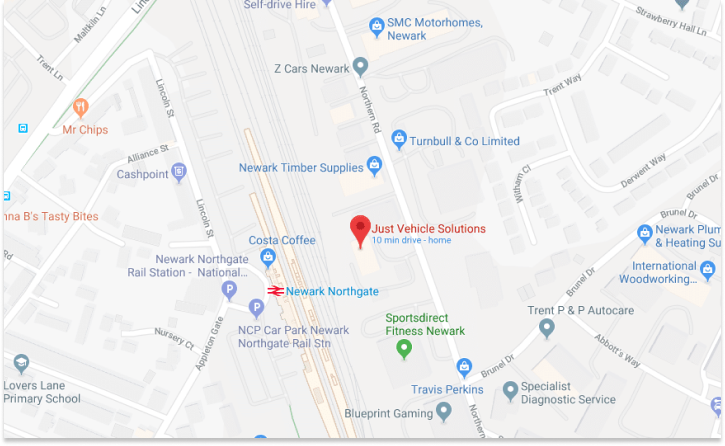 Self-drive Hire
Strawberry Hall Ln
Maltkiln Ln
SMC Motorhomes,
Newark
Z Cars Newark
Trent Ln
Trent Way
Lincoln St
Northern Rd
Mr Chips
Turnbull & Co Limited
Alliance St
Newark Timber Supplies
Cashpoint
Derwent Way
Witham Cl
Brunel Dr
nna B's Tasty Bites
Lincoln St
Brunel Dr
Just Vehicle Solutions
10 min drive - home
Newark Plum
& Heating Su
Costa Coffee
Newark Northgate
Rail Station - National...
International
Woodworking...
Brunel Dr
Newark Northgate
P
P
NCP Car Park Newark
Northgate Rail Stn
Trent P & P Autocare
Sportsdirect
Fitness Newark
Nursery Ct
Appleton Gate
Abbott's Way
Brunel Dr
Lovers Lane
Primary School
Travis Perkins
Specialist
Diagnostic Service
Northern
Blueprint Gaming